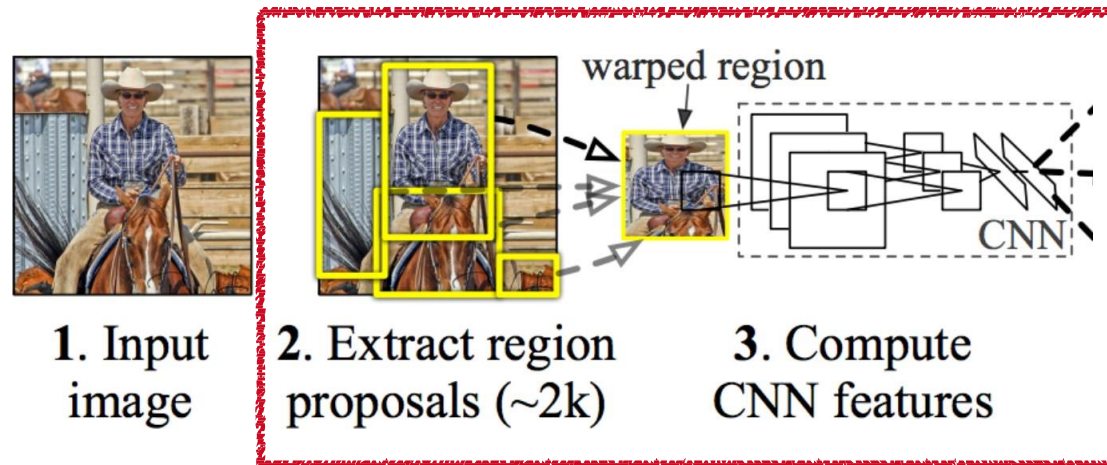 warped region
CNN
1. Input
image
2. Extract region
proposals (~2k)
3. Compute
CNN features